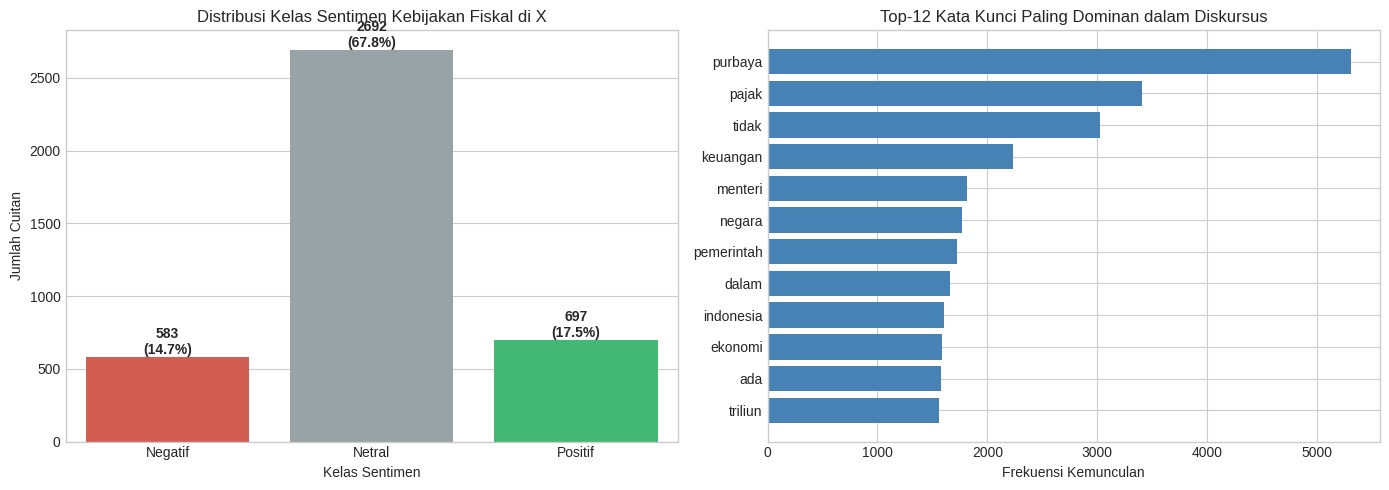 Distribusi Kelas Sentimen Kebijakan Fiskal di X
2692
(67.8%)
583
(14.7%)
697
(17.5%)
2500
2000
1500
1000
500
0
Jumlah Cuitan
Negatif
Netral
Positif
Kelas Sentimen
Top-12 Kata Kunci Paling Dominan dalam Diskursus
purbaya
pajak
tidak
keuangan
menteri
negara
pemerintah
dalam
indonesia
ekonomi
ada
triliun
0 1000 2000 3000 4000 5000
Frekuensi Kemunculan